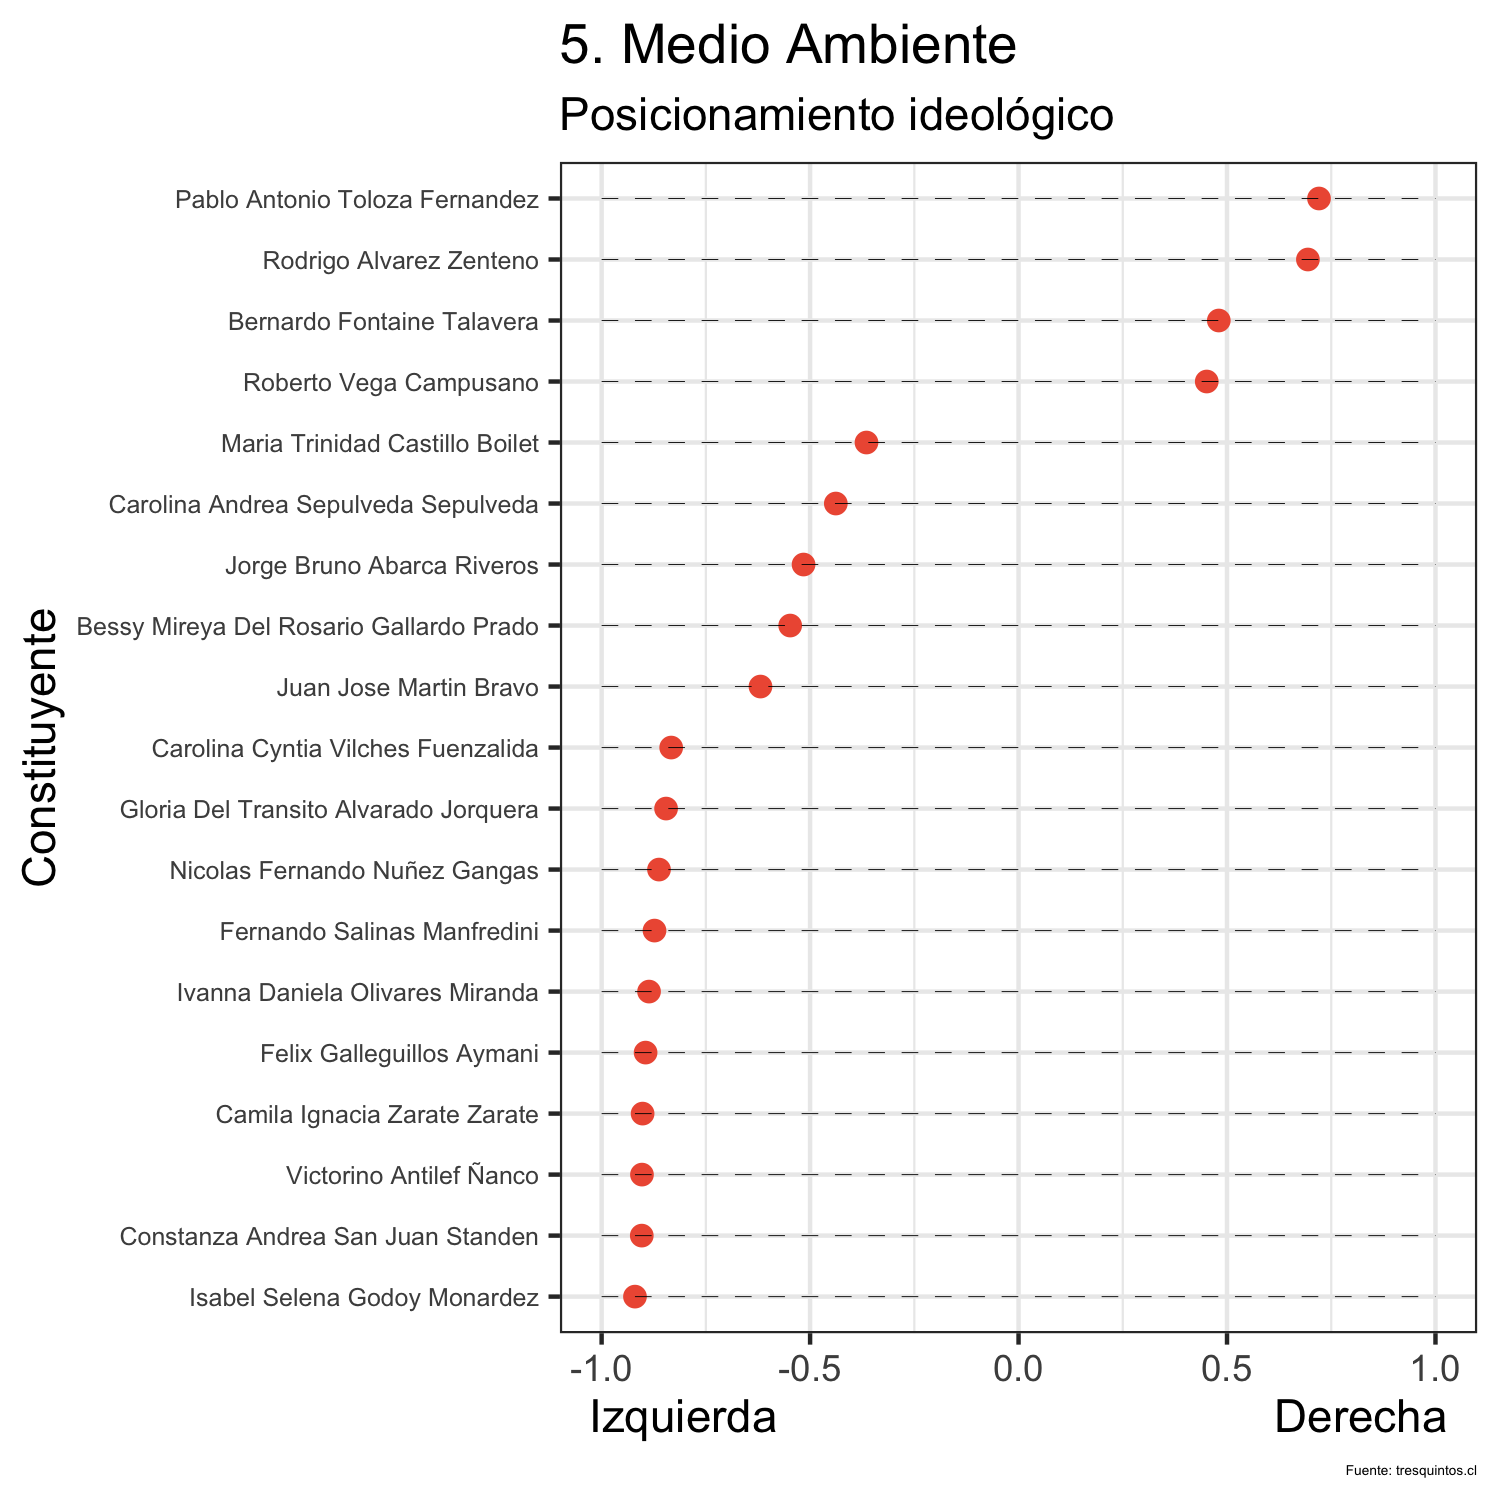 5. Medio Ambiente
Posicionamiento ideológico
Constituyente
Pablo Antonio Toloza Fernandez
Rodrigo Alvarez Zenteno
Bernardo Fontaine Talavera
Roberto Vega Campusano
Maria Trinidad Castillo Boilet
Carolina Andrea Sepulveda Sepulveda
Jorge Bruno Abarca Riveros
Bessy Mireya Del Rosario Gallardo Prado
Juan Jose Martin Bravo
Carolina Cyntia Vilches Fuenzalida
Gloria Del Transito Alvarado Jorquera
Nicolas Fernando Nuñez Gangas
Fernando Salinas Manfredini
Ivanna Daniela Olivares Miranda
Felix Galleguillos Aymani
Camila Ignacia Zarate Zarate
Victorino Antilef Ñanco
Constanza Andrea San Juan Standen
Isabel Selena Godoy Monardez
-1.0 -0.5 0.0 0.5 1.0
Izquierda Derecha
Fuente: tresquintos.cl